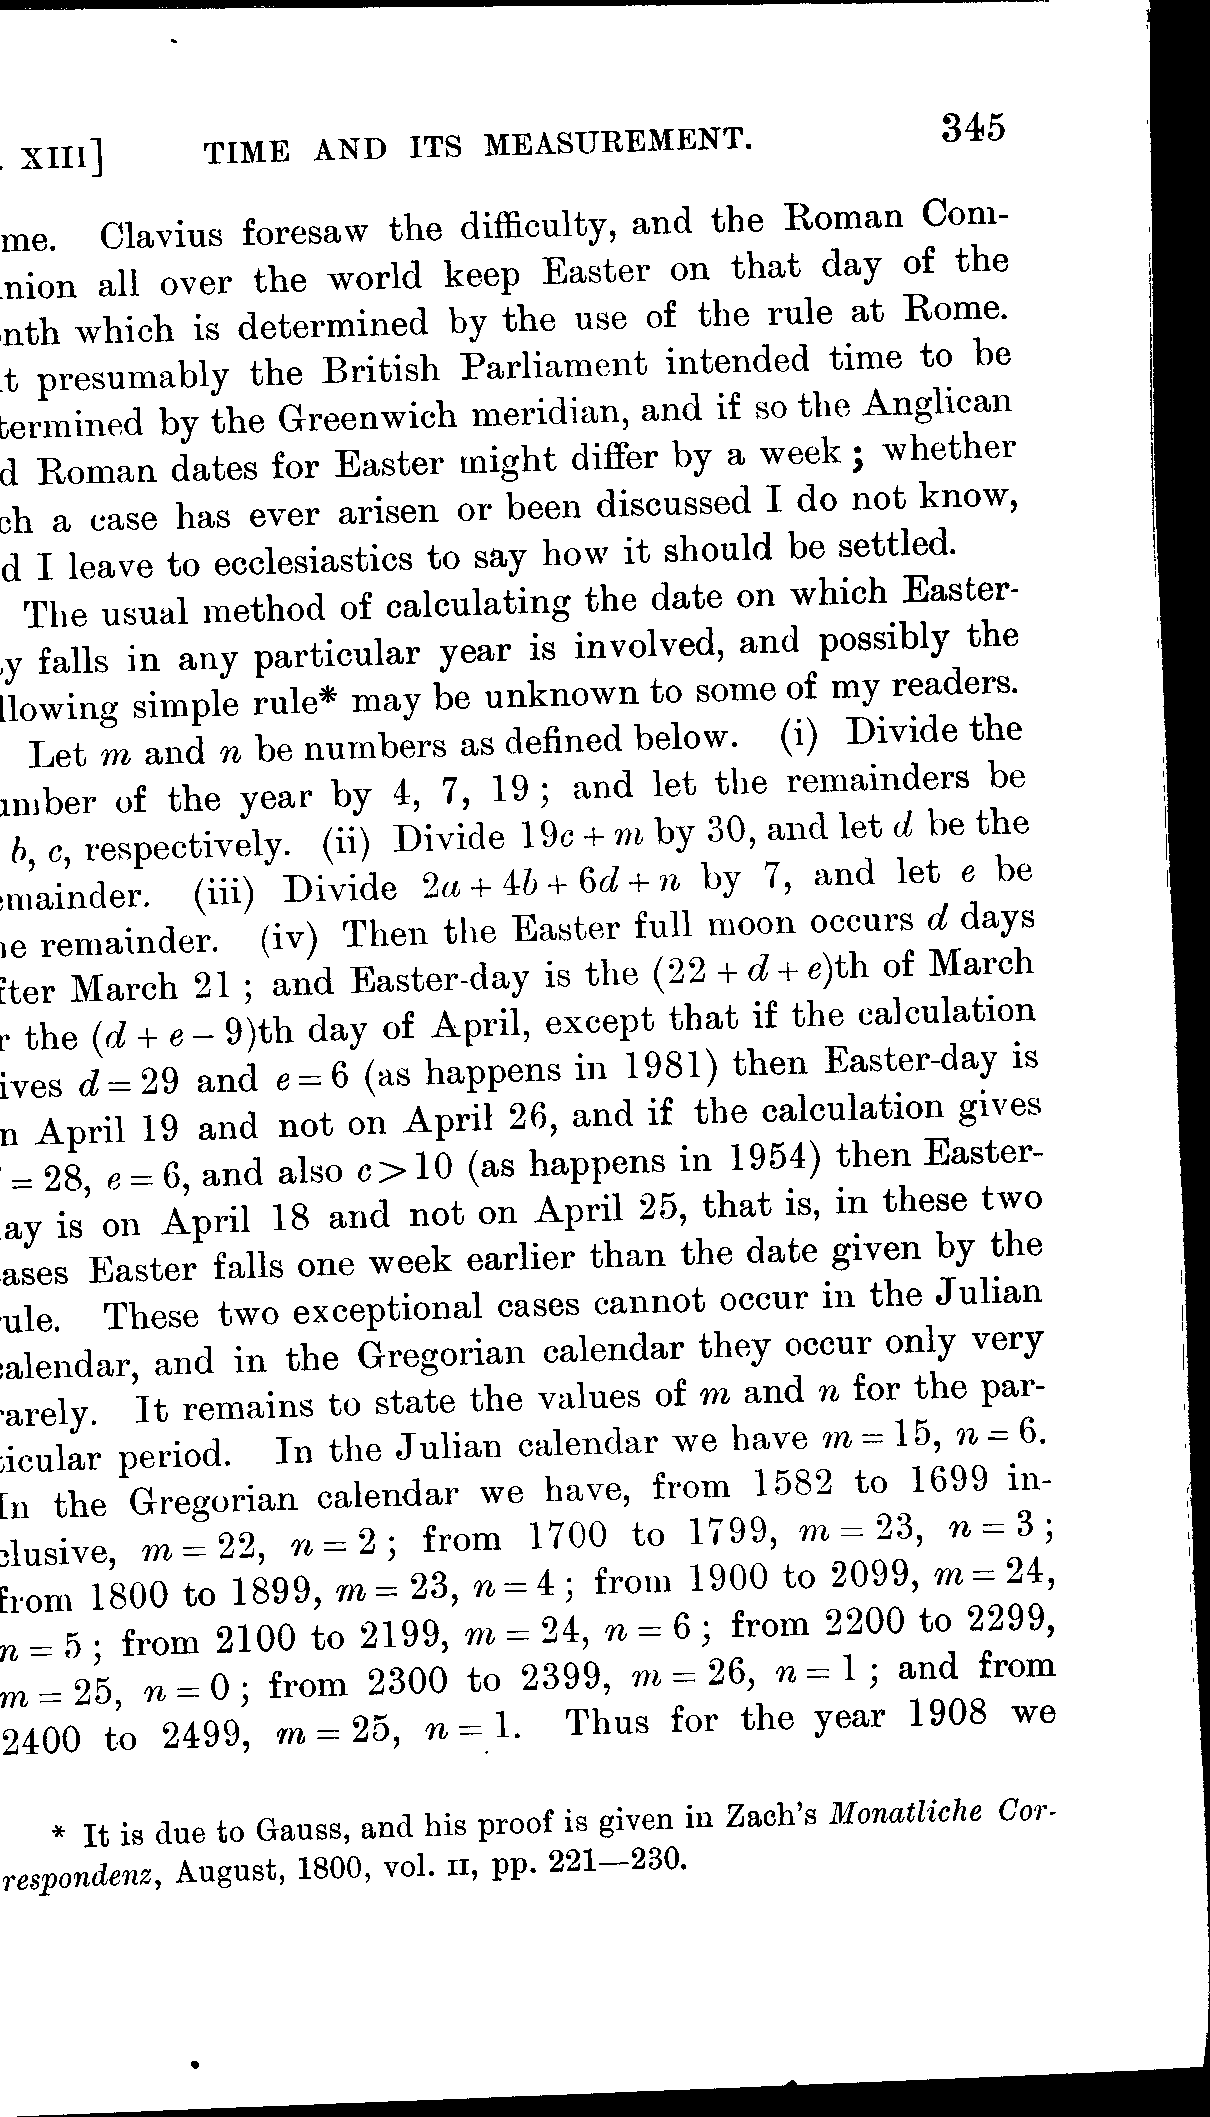 . XIII] TIME AND ITS MEASUREMENT. 345
me. Clavius foresaw the difficulty, and the Roman Com-
nion all over the world keep Easter on that day of the
nth which is determined by the use of the rule at Rome.
t presumably the British Parliament intended time to be
termined by the Greenwich meridian, and if so the Anglican
d Roman dates for Easter might differ by a week ; whether
ch a case has ever arisen or been discussed I do not know,
d I leave to ecclesiastics to say how it should be settled.
The usual method of calculating the date on which Easter-
y falls in any particular year is involved, and possibly the
llowing simple rule* may be unknown to some of my readers.
Let m and n be numbers as defined below. (i) Divide the
umber of the year by 4, 7, 19 ; and let the remainders be
b, c, respectively. (ii) Divide 19c + m by 30, and let d be the
mainder. (iii) Divide 2a + 4b + 6d + n by 7, and let e be
e remainder. (iv) Then the Easter full moon occurs d days
fter March 21 ; and Easter-day is the (22 + d + e)th of March
r the (d + e − 9)th day of April, except that if the calculation
ives d = 29 and e = 6 (as happens in 1981) then Easter-day is
n April 19 and not on April 26, and if the calculation gives
= 28, e = 6, and also c > 10 (as happens in 1954) then Easter-
ay is on April 18 and not on April 25, that is, in these two
ases Easter falls one week earlier than the date given by the
rule. These two exceptional cases cannot occur in the Julian
calendar, and in the Gregorian calendar they occur only very
rarely. It remains to state the values of m and n for the par-
ticular period. In the Julian calendar we have m = 15, n = 6.
In the Gregorian calendar we have, from 1582 to 1699 in-
clusive, m = 22, n = 2 ; from 1700 to 1799, m = 23, n = 3 ;
from 1800 to 1899, m = 23, n = 4 ; from 1900 to 2099, m = 24,
n = 5 ; from 2100 to 2199, m = 24, n = 6 ; from 2200 to 2299,
m = 25, n = 0 ; from 2300 to 2399, m = 26, n = 1 ; and from
2400 to 2499, m = 25, n = 1. Thus for the year 1908 we
* It is due to Gauss, and his proof is given in Zach's Monatliche Cor-
respondenz, August, 1800, vol. II, pp. 221—230.